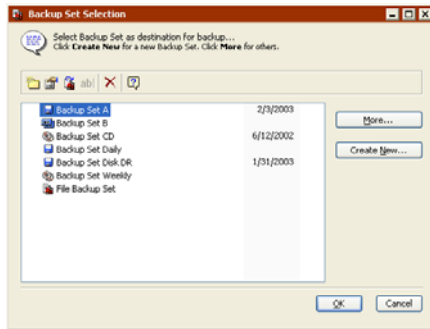 Backup Set Selection
Select Backup Set as destination for backup...
Click Create New for a new Backup Set. Click More for others.
abl
Backup Set A 2/3/2003
Backup Set B
Backup Set CD 6/12/2002
Backup Set Daily
Backup Set Disk DR 1/31/2003
Backup Set Weekly
File Backup Set
More...
Create New...
OK
Cancel